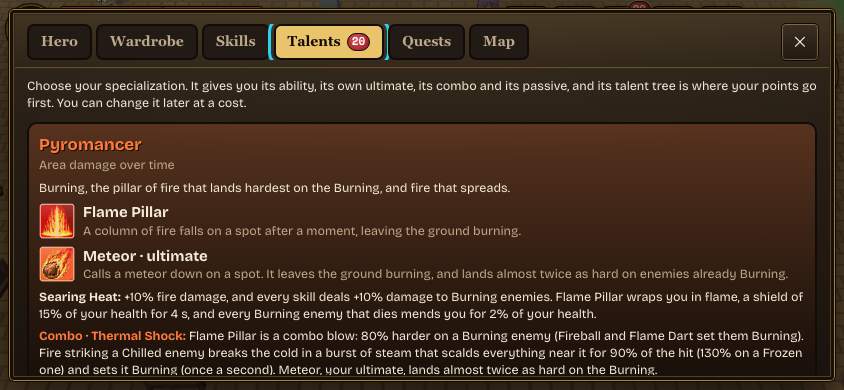 Hero Wardrobe Skills Talents 20 Quests Map ×
Choose your specialization. It gives you its ability, its own ultimate, its combo and its passive, and its talent tree is where your points go
first. You can change it later at a cost.
Pyromancer
Area damage over time
Burning, the pillar of fire that lands hardest on the Burning, and fire that spreads.
Flame Pillar
A column of fire falls on a spot after a moment, leaving the ground burning.
Meteor · ultimate
Calls a meteor down on a spot. It leaves the ground burning, and lands almost twice as hard on enemies already Burning.
Searing Heat: +10% fire damage, and every skill deals +10% damage to Burning enemies. Flame Pillar wraps you in flame, a shield of
15% of your health for 4 s, and every Burning enemy that dies mends you for 2% of your health.
Combo · Thermal Shock: Flame Pillar is a combo blow: 80% harder on a Burning enemy (Fireball and Flame Dart set them Burning).
Fire striking a Chilled enemy breaks the cold in a burst of steam that scalds everything near it for 90% of the hit (130% on a Frozen
one) and sets it Burning (once a second). Meteor, your ultimate, lands almost twice as hard on the Burning.